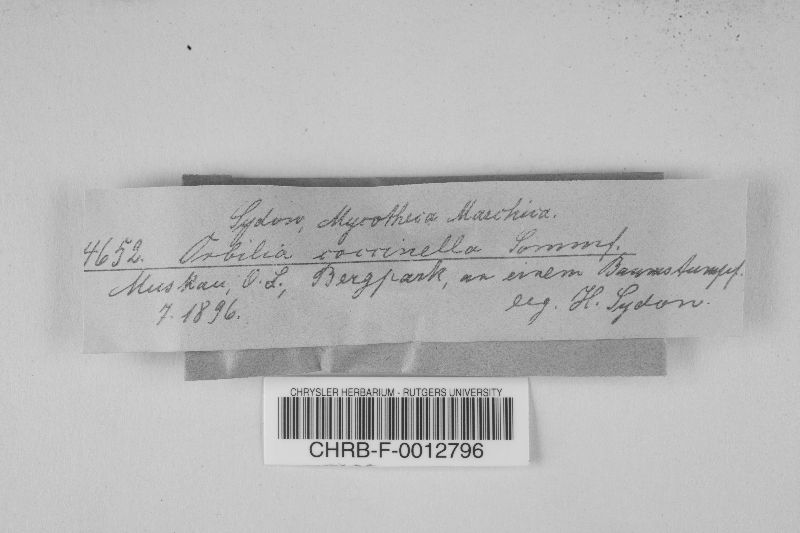 Sydow, Mycotheca Marchica.
4652. Orbilia coccinella Sommf.
Muskau, O. L., Bergpark, an einem Baumstumpf.
7. 1896. leg. H. Sydow.
CHRYSLER HERBARIUM - RUTGERS UNIVERSITY
CHRB-F-0012796